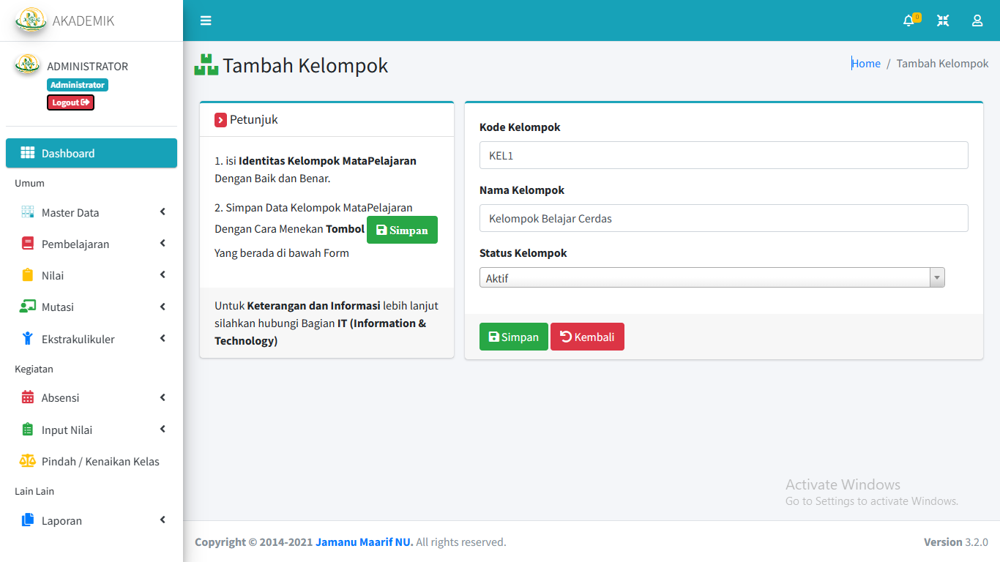 AKADEMIK
0
ADMINISTRATOR
Administrator
Logout
Dashboard
Umum
Master Data
Pembelajaran
Nilai
Mutasi
Ekstrakulikuler
Kegiatan
Absensi
Input Nilai
Pindah / Kenaikan Kelas
Lain Lain
Laporan
Tambah Kelompok
Home / Tambah Kelompok
Petunjuk
1. isi Identitas Kelompok MataPelajaran
Dengan Baik dan Benar.
2. Simpan Data Kelompok MataPelajaran
Dengan Cara Menekan Tombol Simpan
Yang berada di bawah Form
Untuk Keterangan dan Informasi lebih lanjut
silahkan hubungi Bagian IT (Information &
Technology)
Kode Kelompok
KEL1
Nama Kelompok
Kelompok Belajar Cerdas
Status Kelompok
Aktif
Simpan Kembali
Activate Windows
Go to Settings to activate Windows.
Copyright © 2014-2021 Jamanu Maarif NU. All rights reserved.
Version 3.2.0